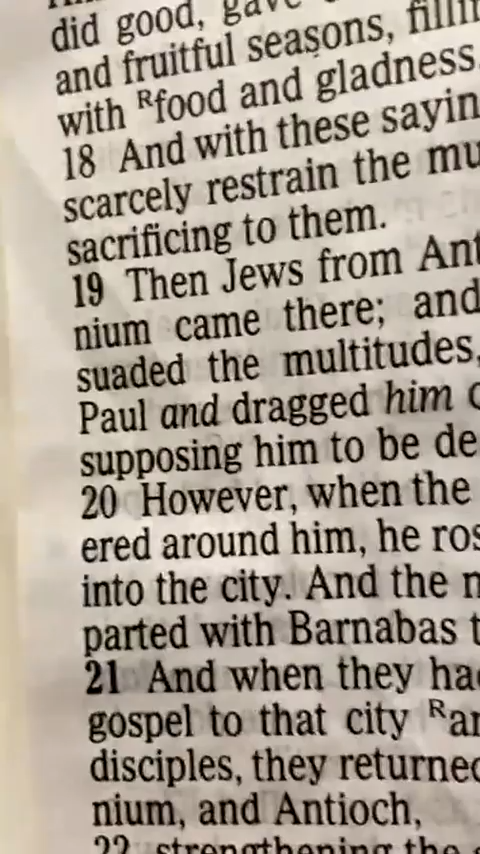 did good, gave
and fruitful seasons, fillin
with ᴿfood and gladness.
18 And with these sayin
scarcely restrain the mu
sacrificing to them.
19 Then Jews from Ant
nium came there; and
suaded the multitudes,
Paul and dragged him o
supposing him to be de
20 However, when the
ered around him, he ros
into the city. And the n
parted with Barnabas t
21 And when they had
gospel to that city ᴿan
disciples, they returned
nium, and Antioch,
22 strengthening the